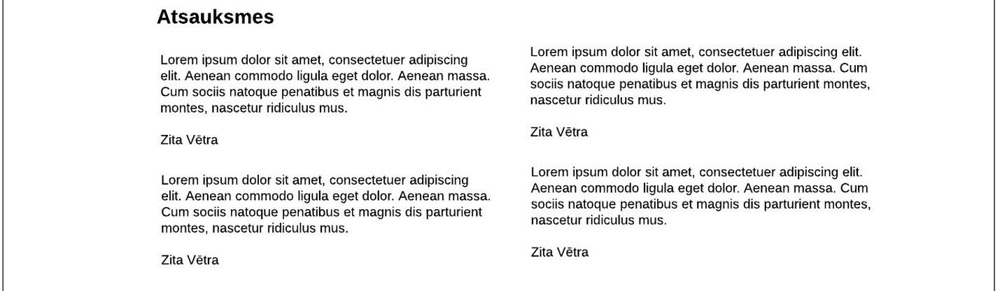 Atsauksmes
Lorem ipsum dolor sit amet, consectetuer adipiscing
elit. Aenean commodo ligula eget dolor. Aenean massa.
Cum sociis natoque penatibus et magnis dis parturient
montes, nascetur ridiculus mus.
Zita Vētra
Lorem ipsum dolor sit amet, consectetuer adipiscing elit.
Aenean commodo ligula eget dolor. Aenean massa. Cum
sociis natoque penatibus et magnis dis parturient montes,
nascetur ridiculus mus.
Zita Vētra
Lorem ipsum dolor sit amet, consectetuer adipiscing
elit. Aenean commodo ligula eget dolor. Aenean massa.
Cum sociis natoque penatibus et magnis dis parturient
montes, nascetur ridiculus mus.
Zita Vētra
Lorem ipsum dolor sit amet, consectetuer adipiscing elit.
Aenean commodo ligula eget dolor. Aenean massa. Cum
sociis natoque penatibus et magnis dis parturient montes,
nascetur ridiculus mus.
Zita Vētra